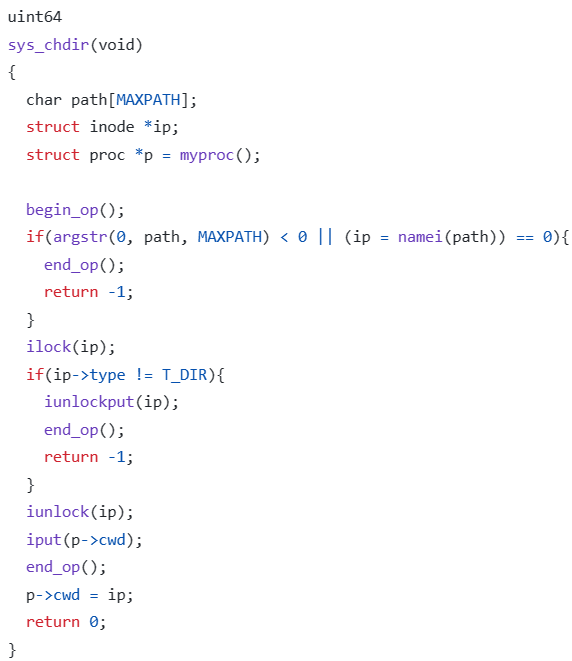 uint64
sys_chdir(void)
{
  char path[MAXPATH];
  struct inode *ip;
  struct proc *p = myproc();

  begin_op();
  if(argstr(0, path, MAXPATH) < 0 || (ip = namei(path)) == 0){
    end_op();
    return -1;
  }
  ilock(ip);
  if(ip->type != T_DIR){
    iunlockput(ip);
    end_op();
    return -1;
  }
  iunlock(ip);
  iput(p->cwd);
  end_op();
  p->cwd = ip;
  return 0;
}